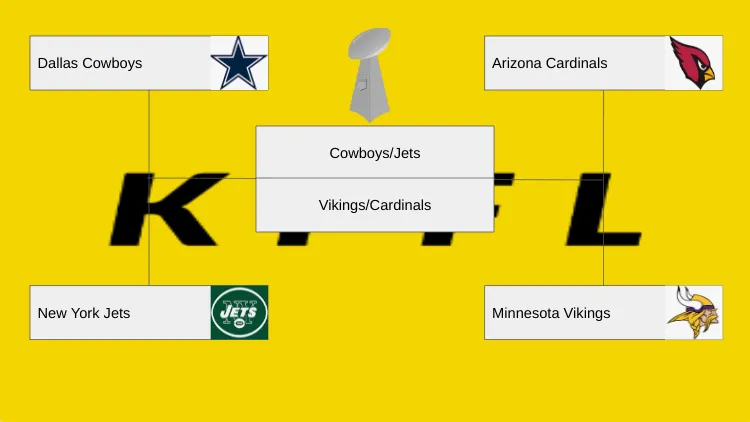 Dallas Cowboys
Arizona Cardinals
Cowboys/Jets
Vikings/Cardinals
New York Jets
JETS
Minnesota Vikings